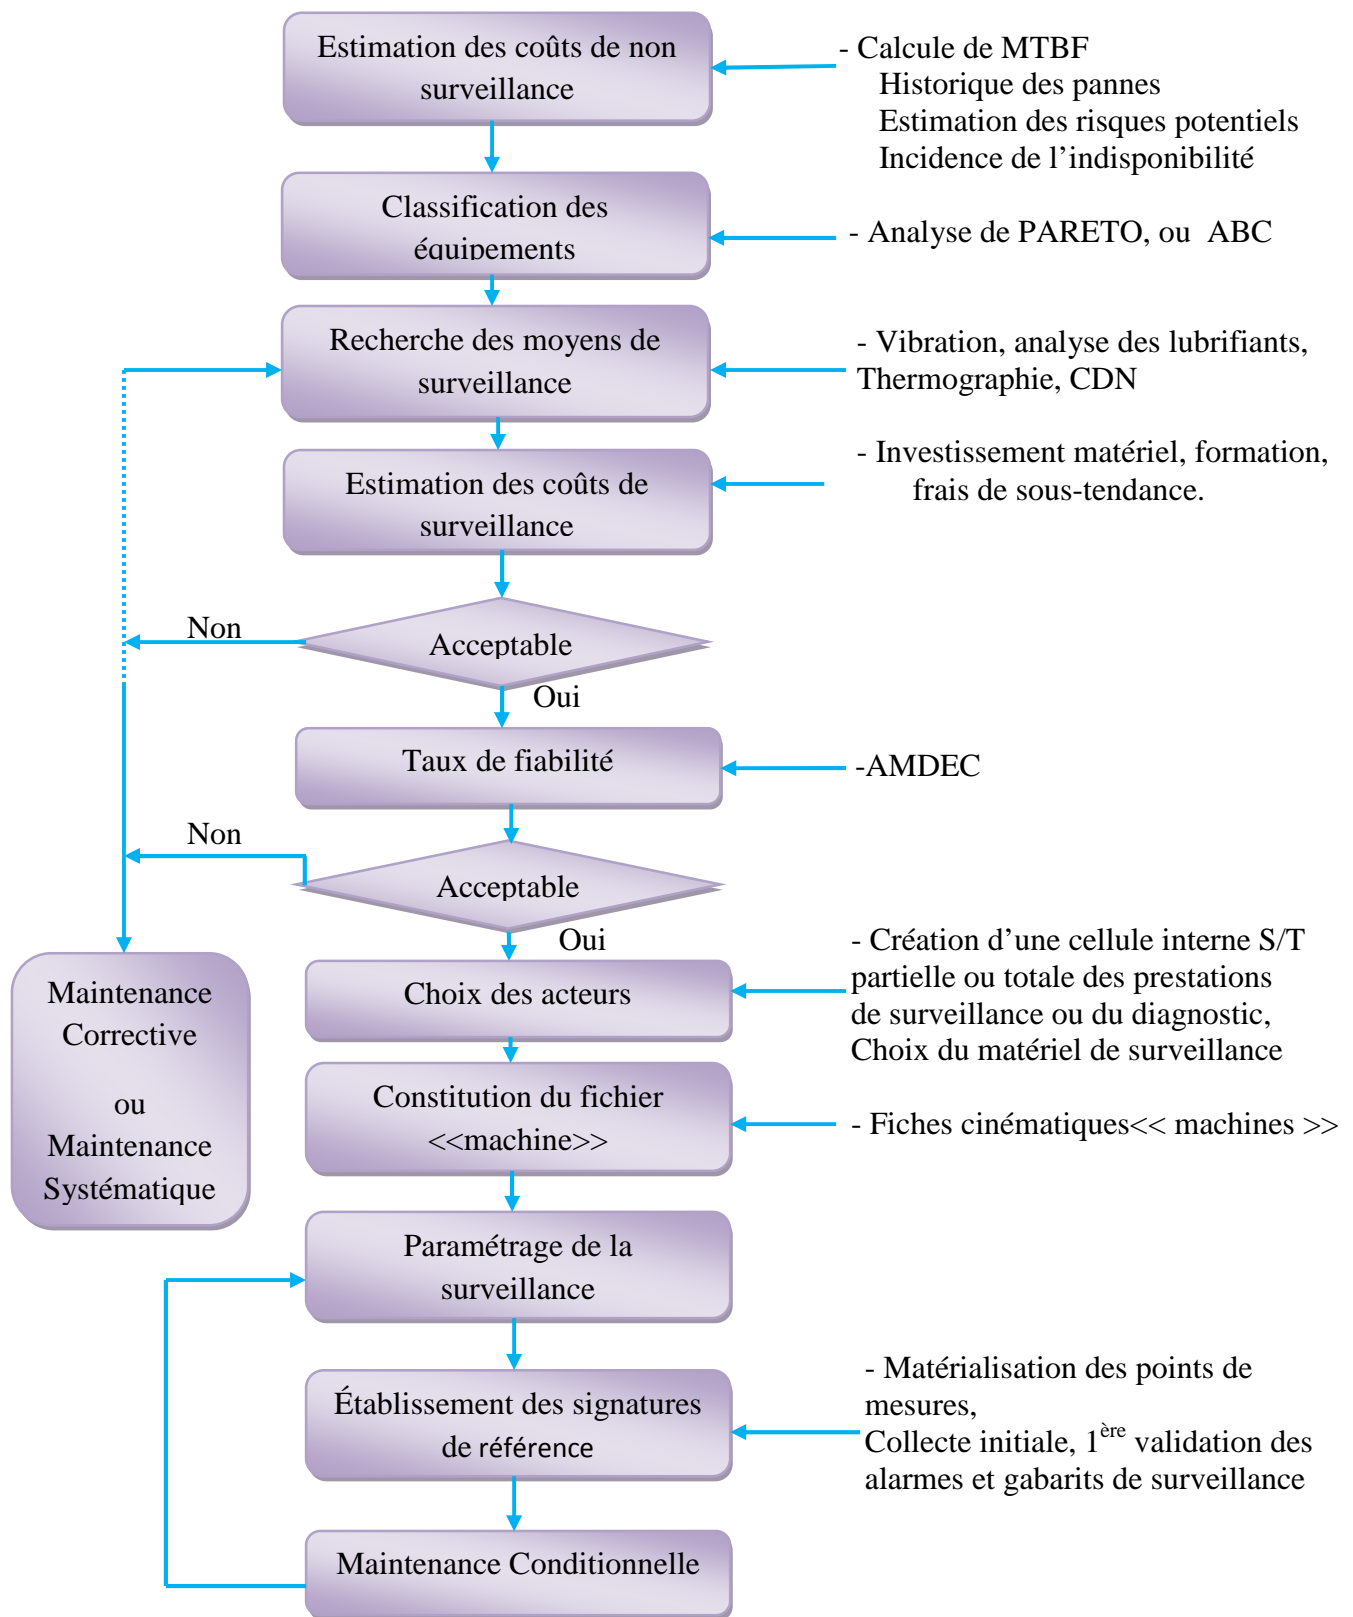 Estimation des coûts de non
surveillance
- Calcule de MTBF
Historique des pannes
Estimation des risques potentiels
Incidence de l’indisponibilité
Classification des
équipements
- Analyse de PARETO, ou ABC
Recherche des moyens de
surveillance
- Vibration, analyse des lubrifiants,
Thermographie, CDN
Estimation des coûts de
surveillance
- Investissement matériel, formation,
frais de sous-tendance.
Non
Acceptable
Oui
Taux de fiabilité
-AMDEC
Non
Acceptable
Oui
Choix des acteurs
- Création d’une cellule interne S/T
partielle ou totale des prestations
de surveillance ou du diagnostic,
Choix du matériel de surveillance
Maintenance
Corrective
ou
Maintenance
Systématique
Constitution du fichier
<<machine>>
- Fiches cinématiques<< machines >>
Paramétrage de la
surveillance
Établissement des signatures
de référence
- Matérialisation des points de
mesures,
Collecte initiale, 1ère validation des
alarmes et gabarits de surveillance
Maintenance Conditionnelle